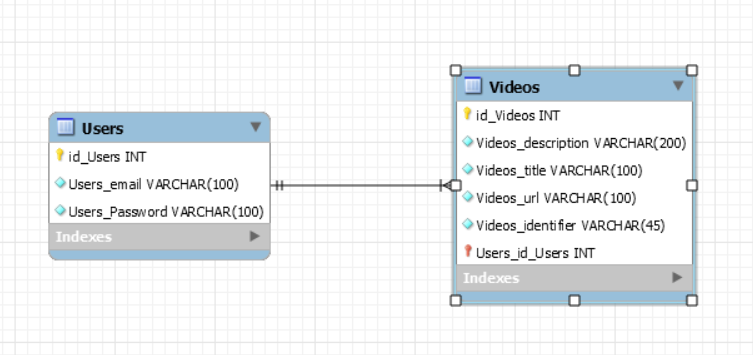 Users
id_Users INT
Users_email VARCHAR(100)
Users_Password VARCHAR(100)
Indexes
Videos
id_Videos INT
Videos_description VARCHAR(200)
Videos_title VARCHAR(100)
Videos_url VARCHAR(100)
Videos_identifier VARCHAR(45)
Users_id_Users INT
Indexes